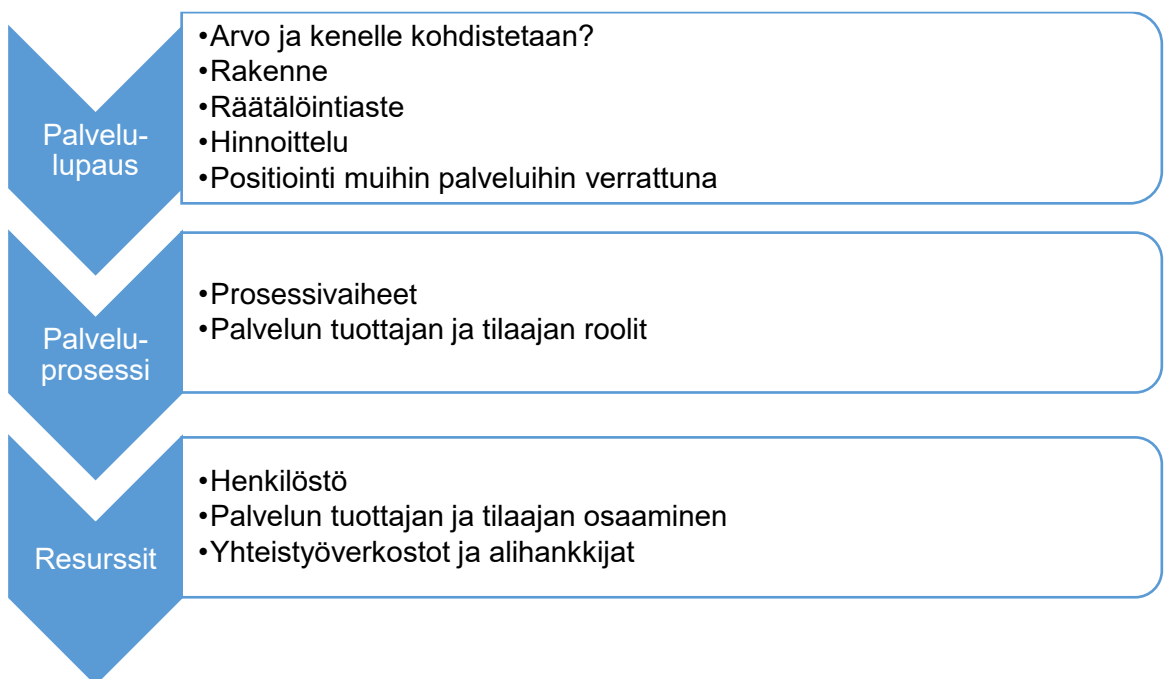 Palvelu-
lupaus
•Arvo ja kenelle kohdistetaan?
•Rakenne
•Räätälöintiaste
•Hinnoittelu
•Positiointi muihin palveluihin verrattuna
Palvelu-
prosessi
•Prosessivaiheet
•Palvelun tuottajan ja tilaajan roolit
Resurssit
•Henkilöstö
•Palvelun tuottajan ja tilaajan osaaminen
•Yhteistyöverkostot ja alihankkijat